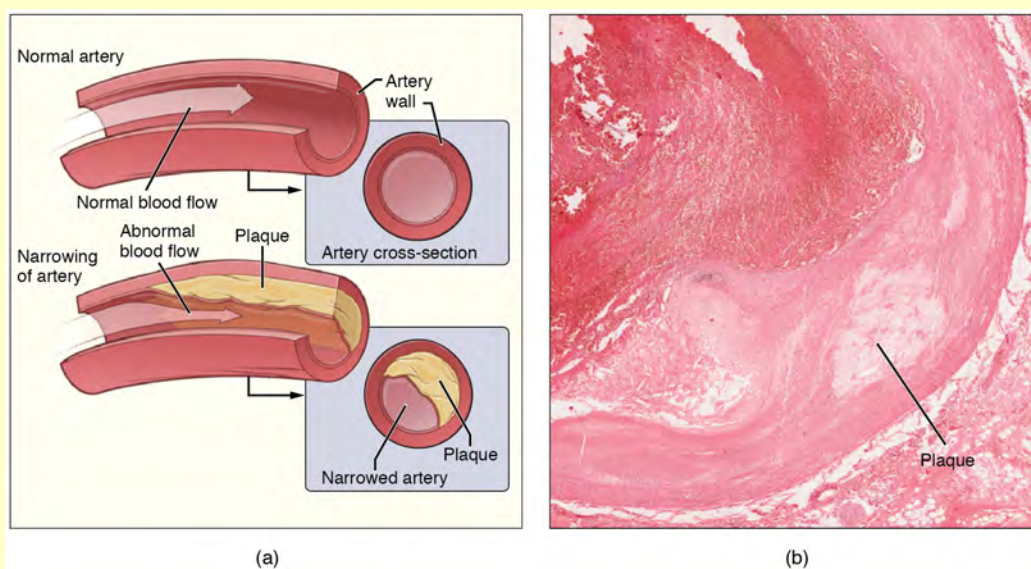 Normal artery
Artery
wall
Normal blood flow
Artery cross-section
Abnormal
blood flow
Plaque
Narrowing
of artery
Plaque
Narrowed artery
Plaque
(a)
(b)